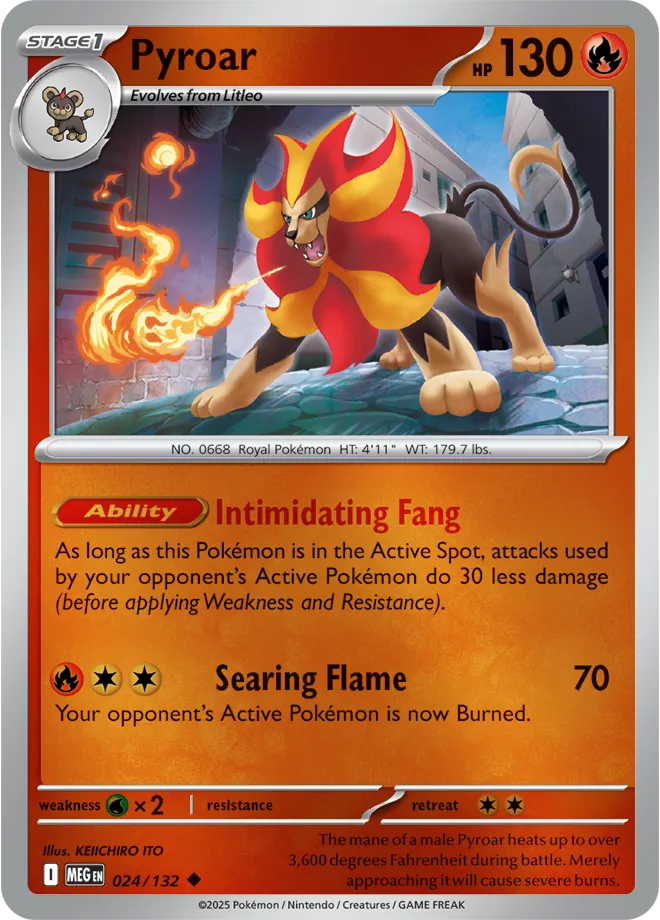 STAGE1
Pyroar
HP 130
Evolves from Litleo
NO. 0668 Royal Pokémon HT: 4'11" WT: 179.7 lbs.
Ability Intimidating Fang
As long as this Pokémon is in the Active Spot, attacks used
by your opponent's Active Pokémon do 30 less damage
(before applying Weakness and Resistance).
Searing Flame 70
Your opponent's Active Pokémon is now Burned.
weakness ×2 resistance retreat
Illus. KEIICHIRO ITO
I MEG EN 024/132
The mane of a male Pyroar heats up to over
3,600 degrees Fahrenheit during battle. Merely
approaching it will cause severe burns.
©2025 Pokémon / Nintendo / Creatures / GAME FREAK